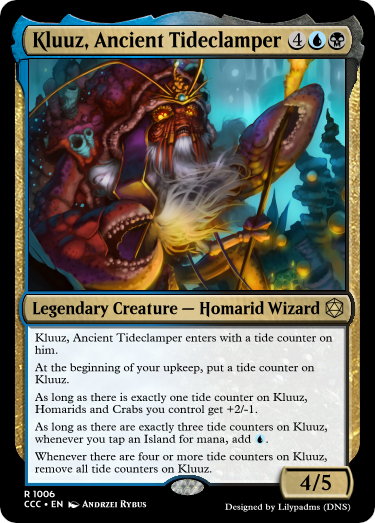 Kluuz, Ancient Tideclamper 4
Legendary Creature — Homarid Wizard
Kluuz, Ancient Tideclamper enters with a tide counter on
him.
At the beginning of your upkeep, put a tide counter on
Kluuz.
As long as there is exactly one tide counter on Kluuz,
Homarids and Crabs you control get +2/-1.
As long as there are exactly three tide counters on Kluuz,
whenever you tap an Island for mana, add .
Whenever there are four or more tide counters on Kluuz,
remove all tide counters on Kluuz.
4/5
R 1006
CCC • EN Andrzej Rybus
Designed by Lilypadms (DNS)